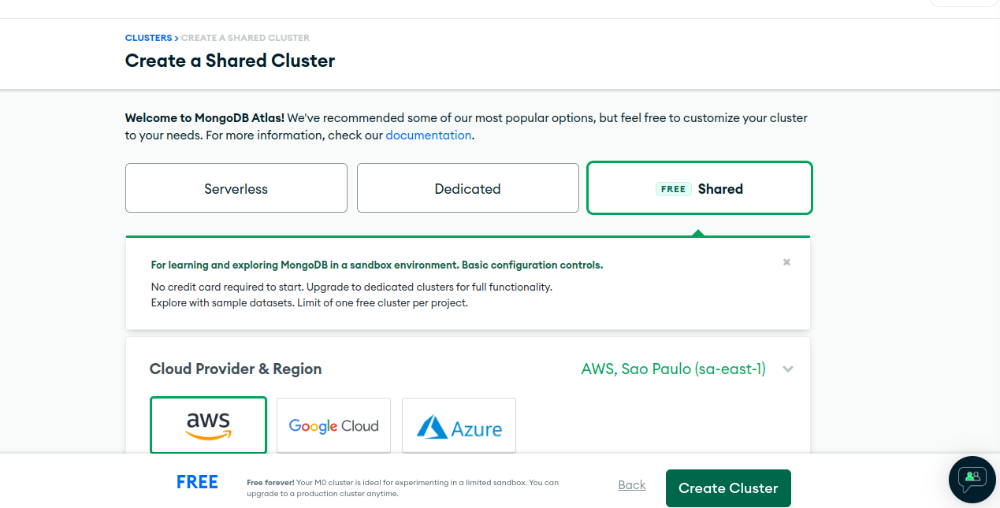 CLUSTERS > CREATE A SHARED CLUSTER
Create a Shared Cluster
Welcome to MongoDB Atlas! We've recommended some of our most popular options, but feel free to customize your cluster
to your needs. For more information, check our documentation.
Serverless
Dedicated
FREE Shared
For learning and exploring MongoDB in a sandbox environment. Basic configuration controls.
No credit card required to start. Upgrade to dedicated clusters for full functionality.
Explore with sample datasets. Limit of one free cluster per project.
Cloud Provider & Region
AWS, Sao Paulo (sa-east-1)
aws
Google Cloud
Azure
FREE
Free forever! Your M0 cluster is ideal for experimenting in a limited sandbox. You can
upgrade to a production cluster anytime.
Back
Create Cluster